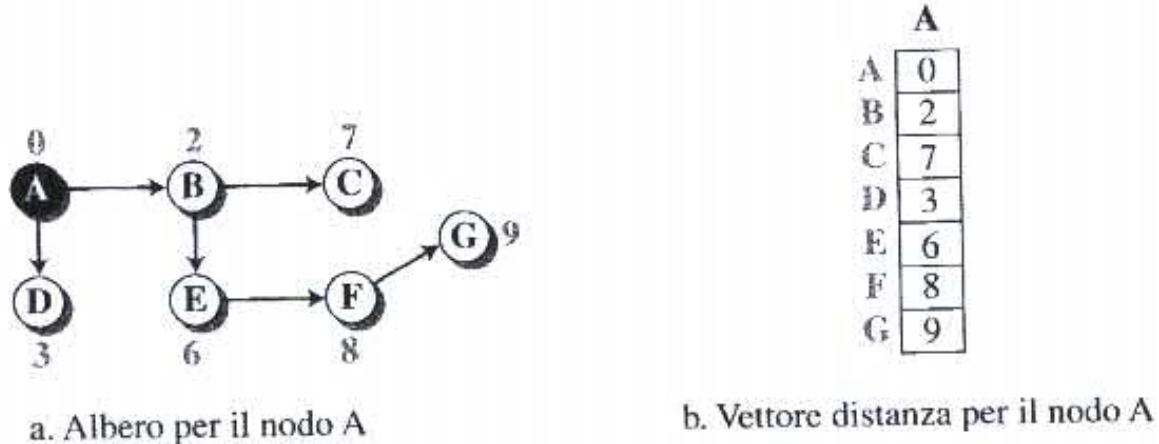 0
2
7
A
B
C
G 9
D
E
F
3
6
8
a. Albero per il nodo A
A
A 0
B 2
C 7
D 3
E 6
F 8
G 9
b. Vettore distanza per il nodo A